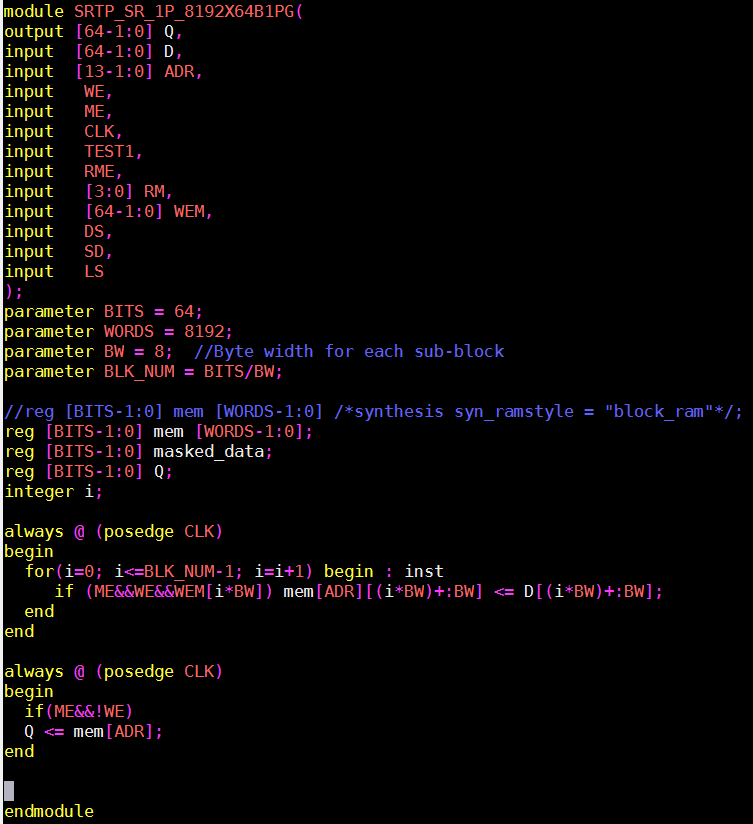 module SRTP_SR_1P_8192X64B1PG(
output [64-1:0] Q,
input  [64-1:0] D,
input  [13-1:0] ADR,
input   WE,
input   ME,
input   CLK,
input   TEST1,
input   RME,
input   [3:0] RM,
input   [64-1:0] WEM,
input   DS,
input   SD,
input   LS
);
parameter BITS = 64;
parameter WORDS = 8192;
parameter BW = 8;  //Byte width for each sub-block
parameter BLK_NUM = BITS/BW;
//reg [BITS-1:0] mem [WORDS-1:0] /*synthesis syn_ramstyle = "block_ram"*/;
reg [BITS-1:0] mem [WORDS-1:0];
reg [BITS-1:0] masked_data;
reg [BITS-1:0] Q;
integer i;
always @ (posedge CLK)
begin
  for(i=0; i<=BLK_NUM-1; i=i+1) begin : inst
     if (ME&&WE&&WEM[i*BW]) mem[ADR][(i*BW)+:BW] <= D[(i*BW)+:BW];
  end
end
always @ (posedge CLK)
begin
  if(ME&&!WE)
  Q <= mem[ADR];
end
endmodule